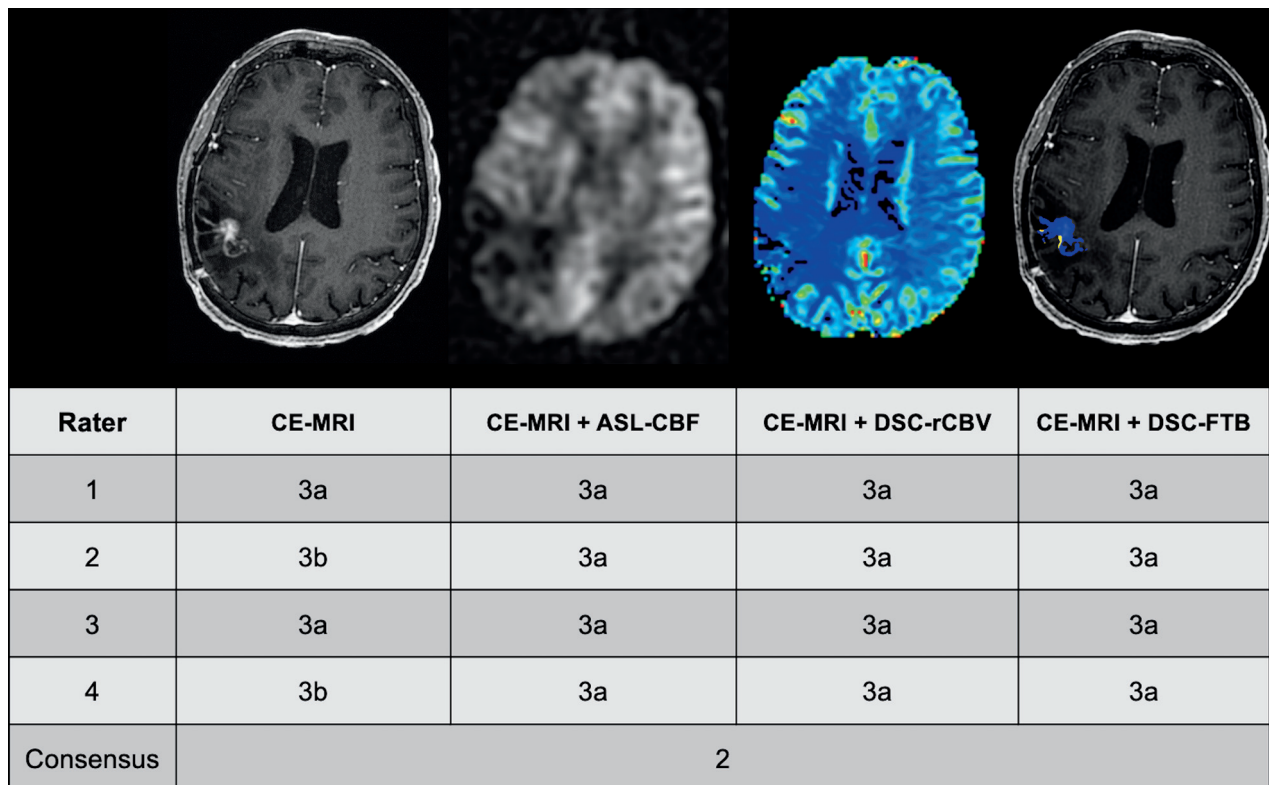 Rater CE-MRI CE-MRI + ASL-CBF CE-MRI + DSC-rCBV CE-MRI + DSC-FTB
1 3a 3a 3a 3a
2 3b 3a 3a 3a
3 3a 3a 3a 3a
4 3b 3a 3a 3a
Consensus 2